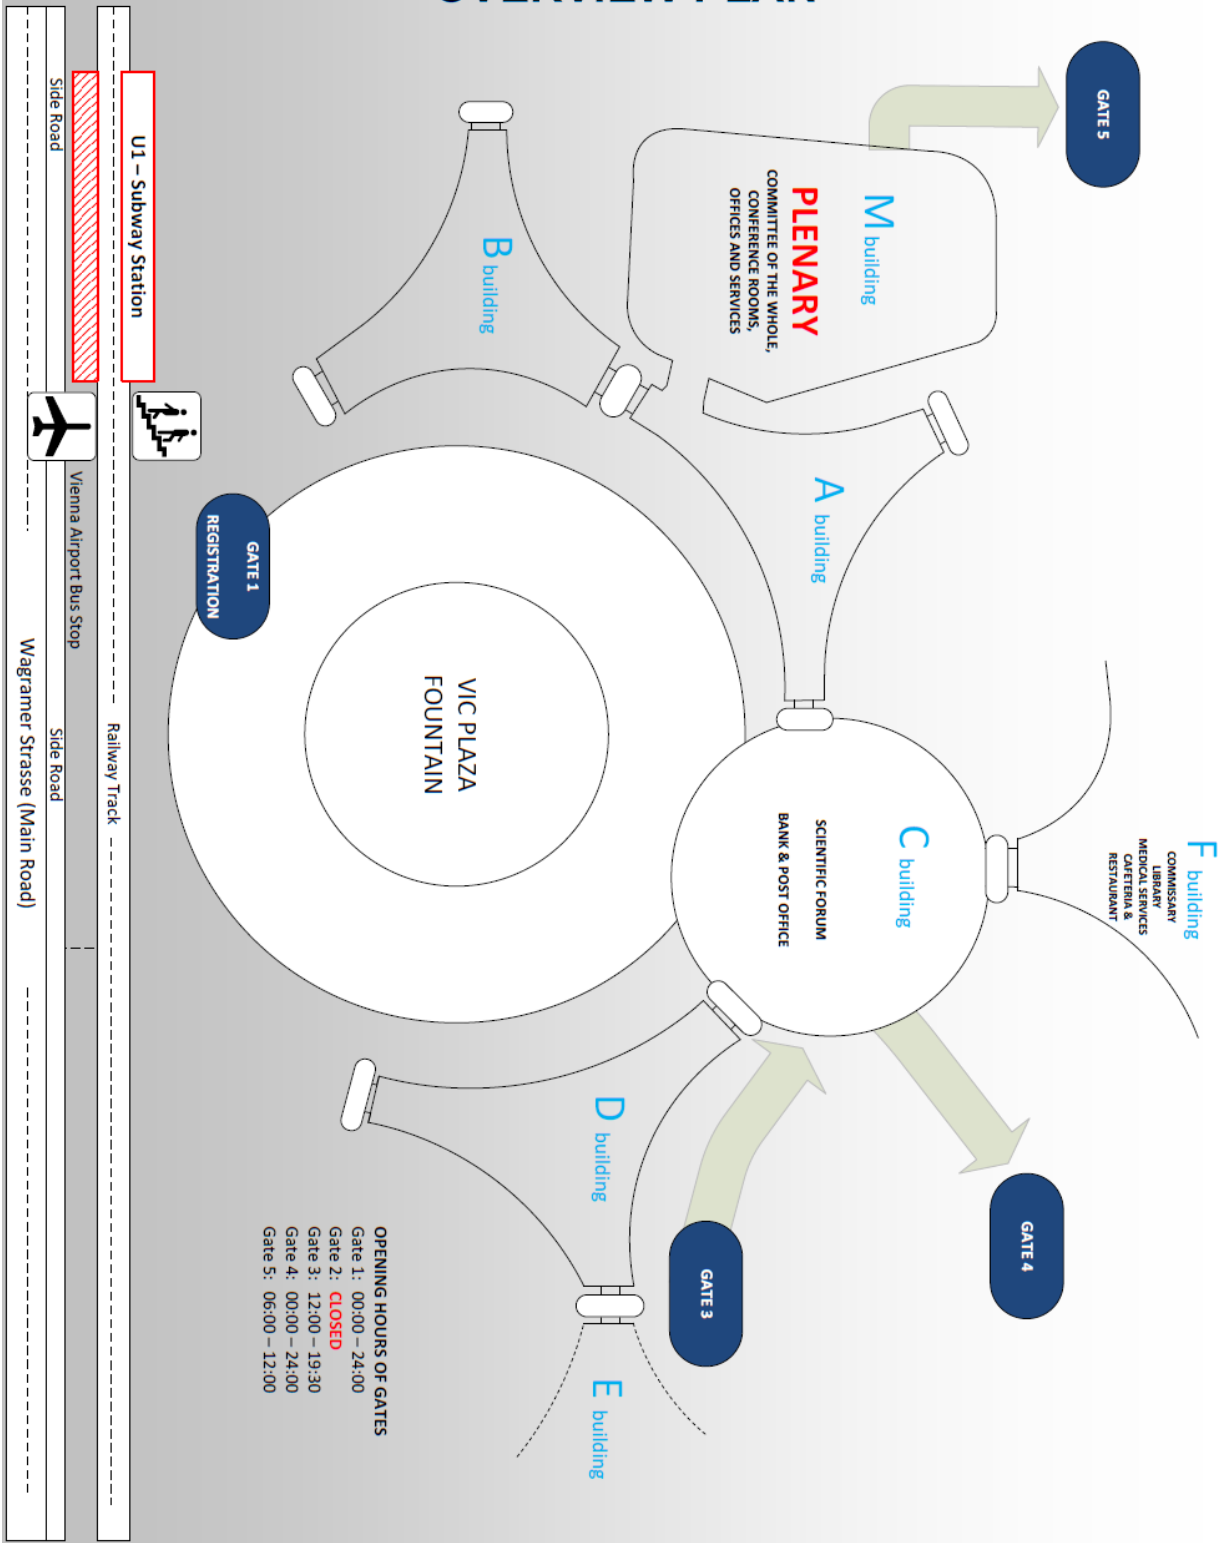 OVERVIEW PLAN
GATE 5
M building
PLENARY
COMMITTEE OF THE WHOLE,
CONFERENCE ROOMS,
OFFICES AND SERVICES
B building
A building
F building
COMMISSARY
LIBRARY
MEDICAL SERVICES
CAFETERIA &
RESTAURANT
C building
SCIENTIFIC FORUM
BANK & POST OFFICE
GATE 4
GATE 3
VIC PLAZA
FOUNTAIN
D building
E building
GATE 1
REGISTRATION
OPENING HOURS OF GATES
Gate 1: 00:00 – 24:00
Gate 2: CLOSED
Gate 3: 12:00 – 19:30
Gate 4: 00:00 – 24:00
Gate 5: 06:00 – 12:00
U1 – Subway Station
Railway Track
Vienna Airport Bus Stop
Side Road
Side Road
Wagramer Strasse (Main Road)